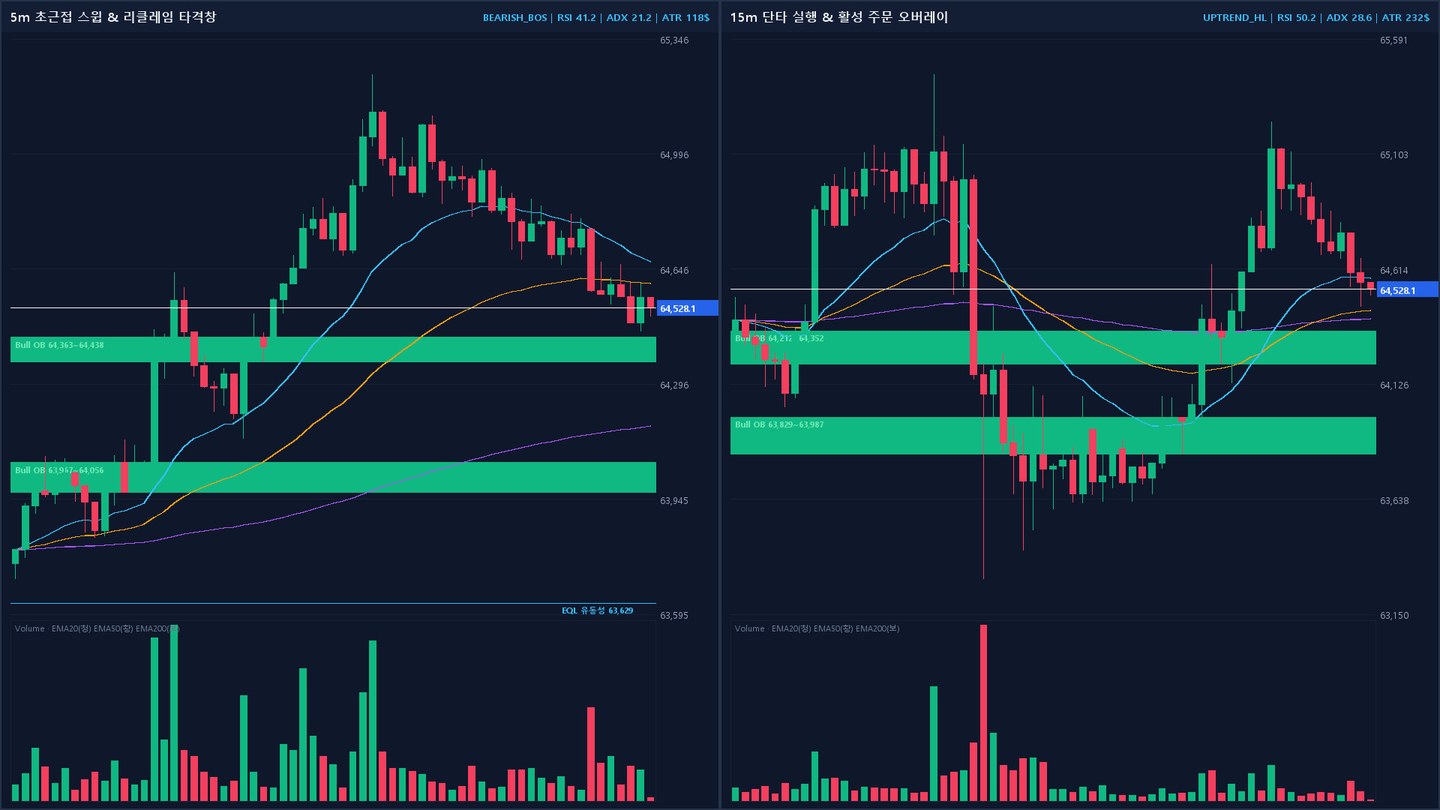 5m 초근접 스윕 & 리클레임 타격창
BEARISH_BOS | RSI 41.2 | ADX 21.2 | ATR 118$
65,346
64,996
64,646
64,528.1
Bull OB 64,363~64,438
64,296
Bull OB 63,967~64,056
63,945
EQL 유동성 63,629
63,595
Volume · EMA20(청) EMA50(황) EMA200(보)
15m 단타 실행 & 활성 주문 오버레이
UPTREND_HL | RSI 50.2 | ADX 28.6 | ATR 232$
65,591
65,103
64,614
64,528.1
Bull OB 64,212~64,352
64,126
Bull OB 63,829~63,987
63,638
63,150
Volume · EMA20(청) EMA50(황) EMA200(보)